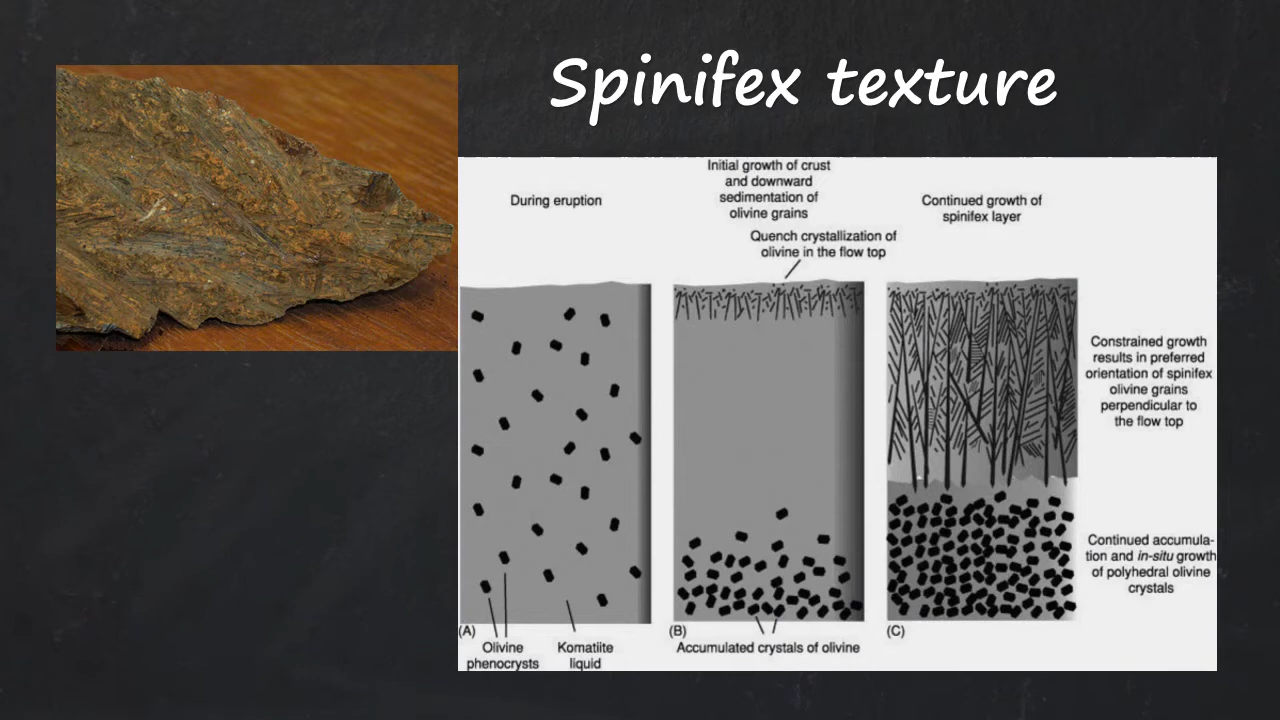 Spinifex texture
During eruption
Initial growth of crust
and downward
sedimentation of
olivine grains
Continued growth of
spinifex layer
Quench crystallization of
olivine in the flow top
Constrained growth
results in preferred
orientation of spinifex
olivine grains
perpendicular to
the flow top
Continued accumula-
tion and in-situ growth
of polyhedral olivine
crystals
(A)
Olivine
phenocrysts
Komatiite
liquid
(B)
Accumulated crystals of olivine
(C)